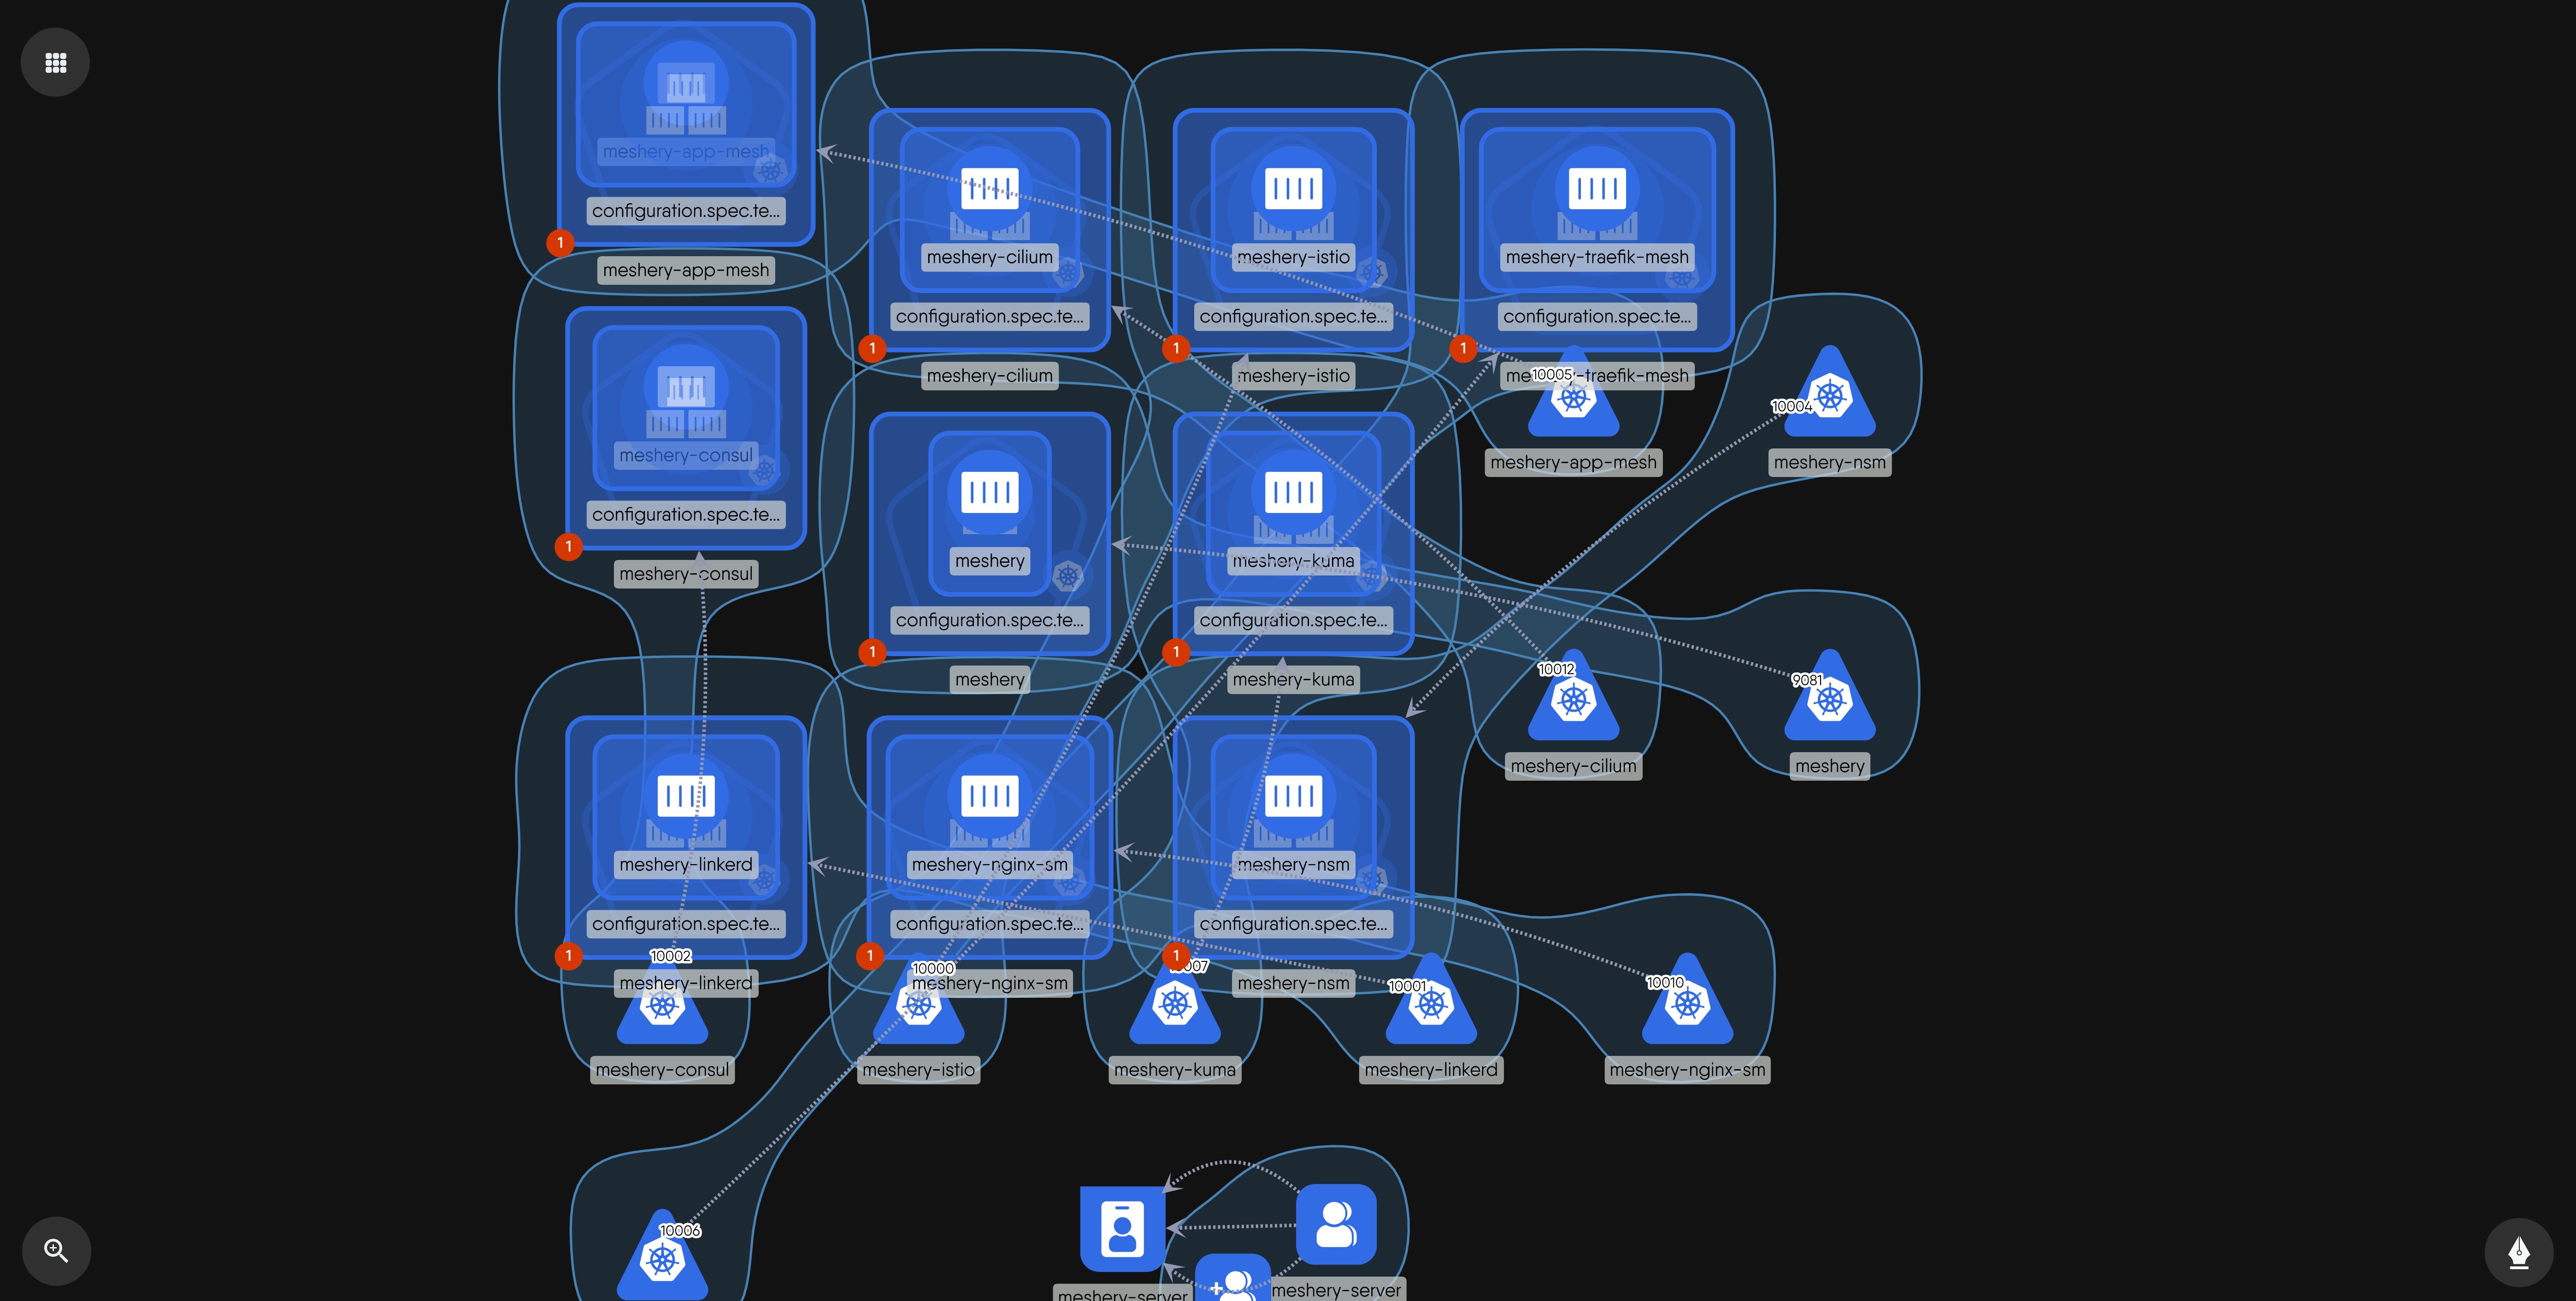 meshery-app-mesh
configuration.spec.te...
1
meshery-app-mesh
meshery-cilium
configuration.spec.te...
1
meshery-cilium
meshery-istio
configuration.spec.te...
1
meshery-istio
meshery-traefik-mesh
configuration.spec.te...
1
10005
meshery-app-mesh
10004
meshery-nsm
meshery-consul
configuration.spec.te...
1
meshery-consul
meshery
configuration.spec.te...
1
meshery
meshery-kuma
configuration.spec.te...
1
meshery-kuma
10012
meshery-cilium
9081
meshery
meshery-linkerd
configuration.spec.te...
1
meshery-linkerd
meshery-nginx-sm
configuration.spec.te...
1
meshery-nginx-sm
meshery-nsm
configuration.spec.te...
1
meshery-nsm
10002
meshery-consul
10000
meshery-istio
meshery-kuma
10001
meshery-linkerd
10010
meshery-nginx-sm
10006
meshery-server
meshery-server